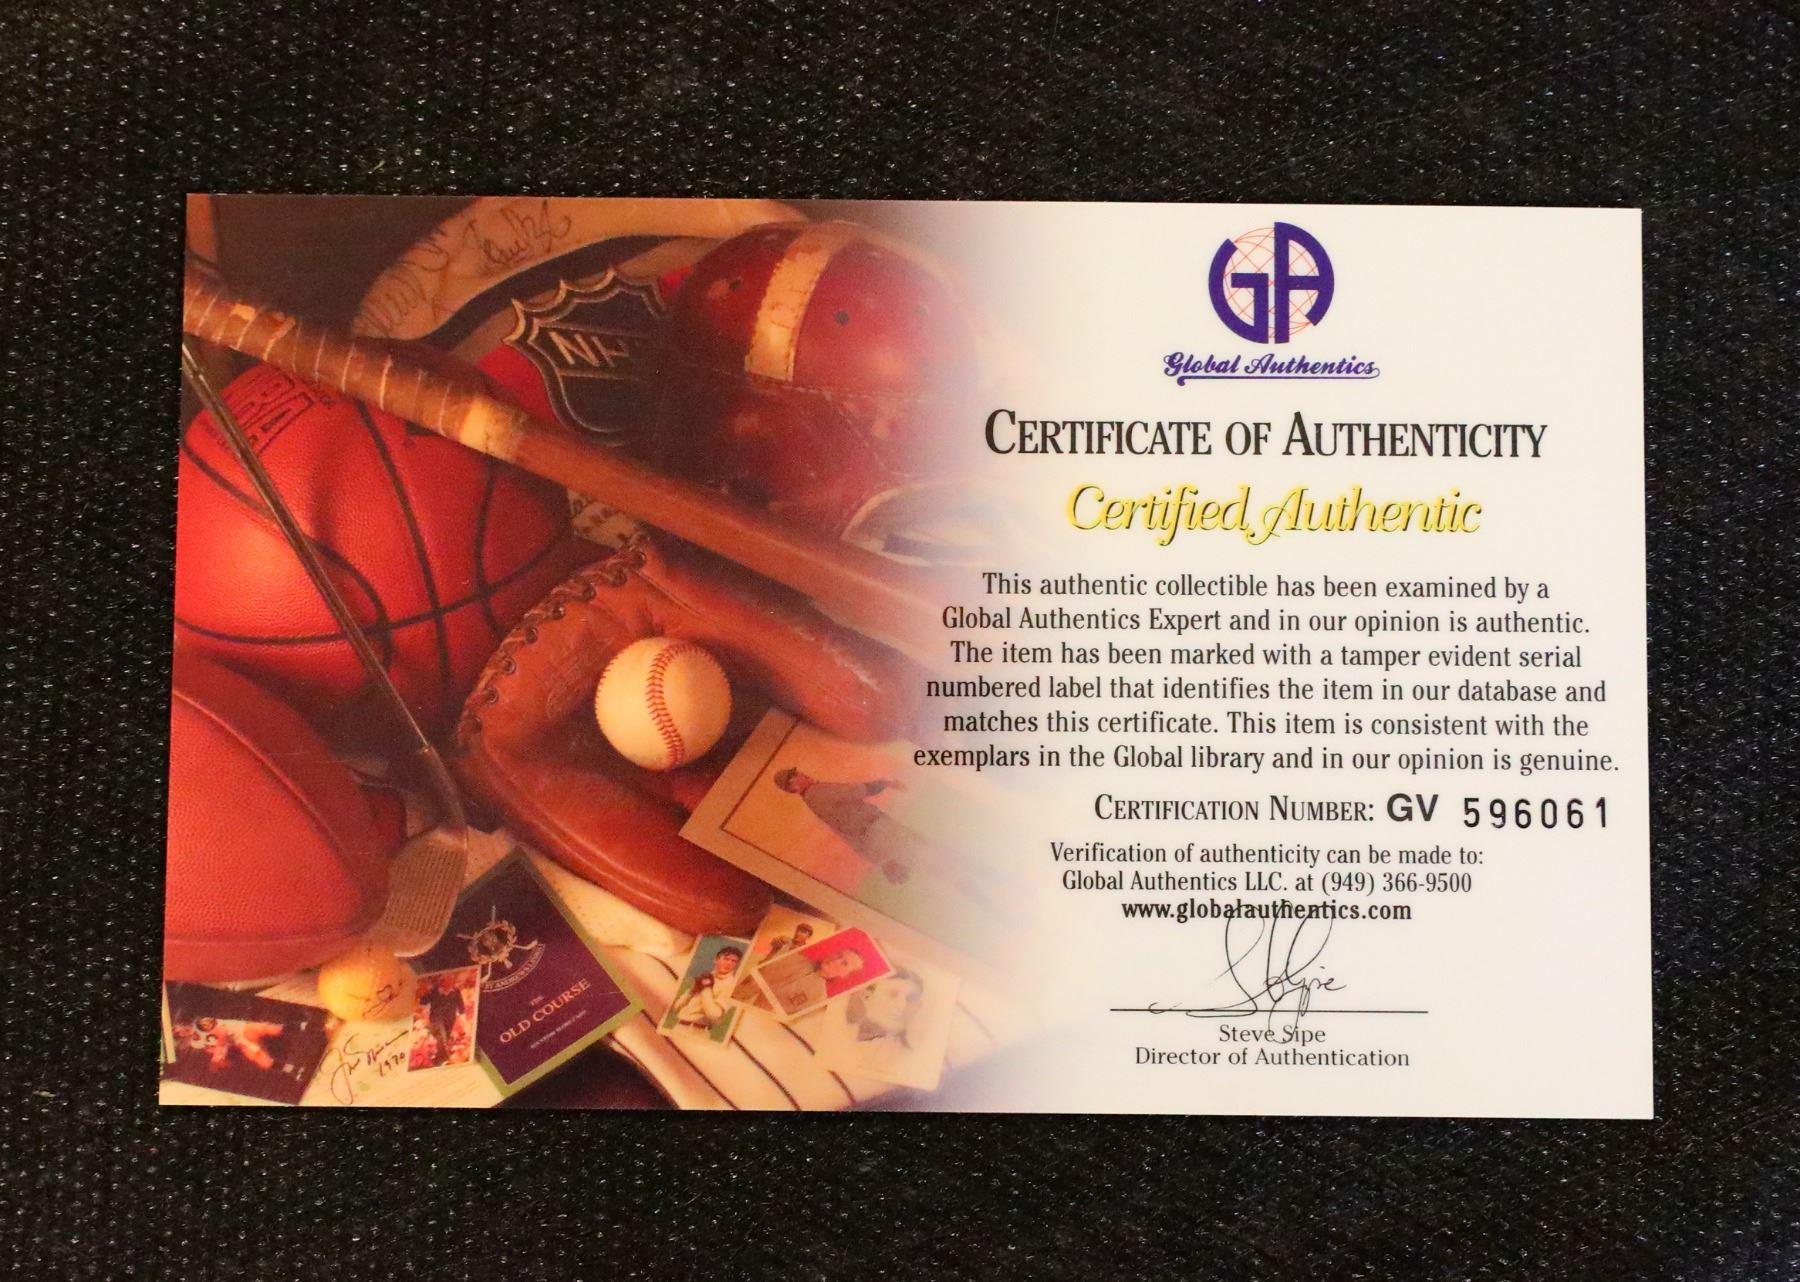 NH
GA
Global Authentics
CERTIFICATE OF AUTHENTICITY
Certified Authentic
This authentic collectible has been examined by a
Global Authentics Expert and in our opinion is authentic.
The item has been marked with a tamper evident serial
numbered label that identifies the item in our database and
matches this certificate. This item is consistent with the
exemplars in the Global library and in our opinion is genuine.
CERTIFICATION NUMBER: GV 596061
Verification of authenticity can be made to:
Global Authentics LLC. at (949) 366-9500
www.globalauthentics.com
Steve Sipe
Director of Authentication
THE
OLD COURSE
1970